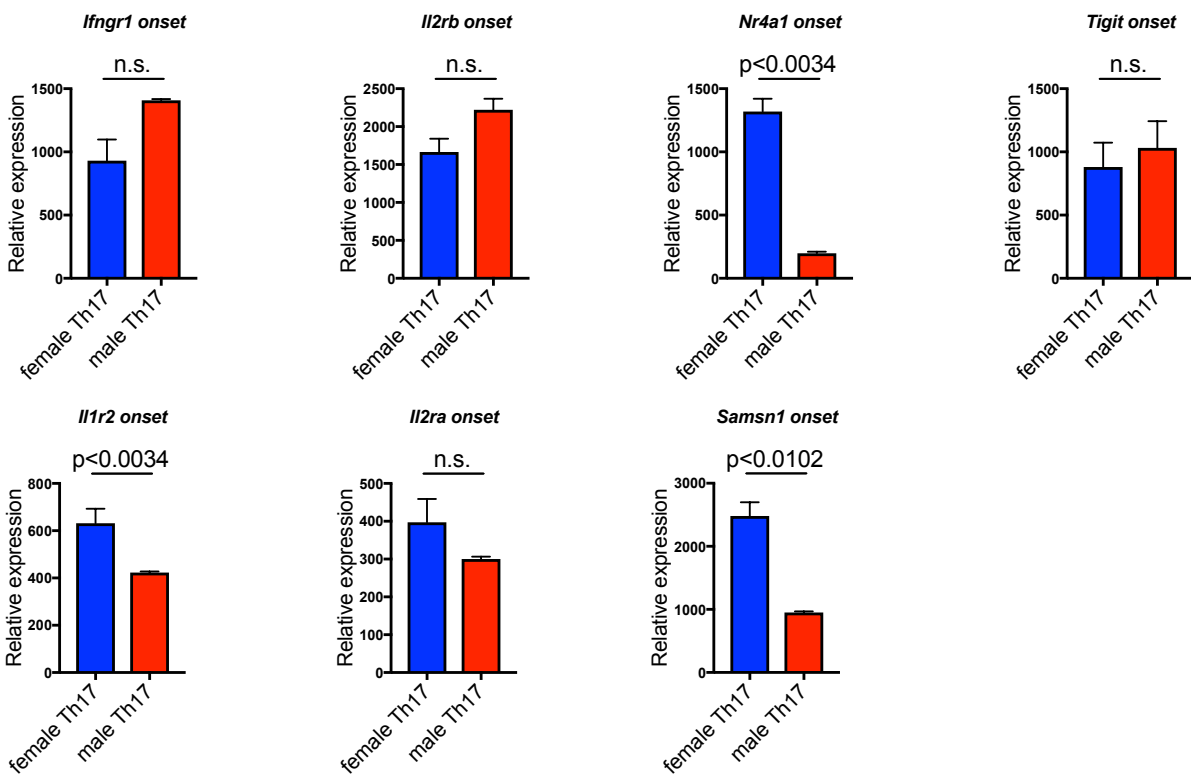 Ifngr1 onset
n.s.
Relative expression
1500
1000
500
0
female Th17
male Th17
Il2rb onset
n.s.
Relative expression
2500
2000
1500
1000
500
0
female Th17
male Th17
Nr4a1 onset
p<0.0034
Relative expression
1500
1000
500
0
female Th17
male Th17
Tigit onset
n.s.
Relative expression
1500
1000
500
0
female Th17
male Th17
Il1r2 onset
p<0.0034
Relative expression
800
600
400
200
0
female Th17
male Th17
Il2ra onset
n.s.
Relative expression
500
400
300
200
100
0
female Th17
male Th17
Samsn1 onset
p<0.0102
Relative expression
3000
2000
1000
0
female Th17
male Th17